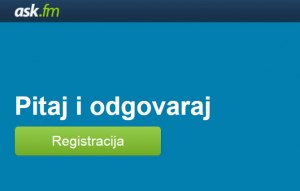 ask.fm
Pitaj i odgovaraj
Registracija